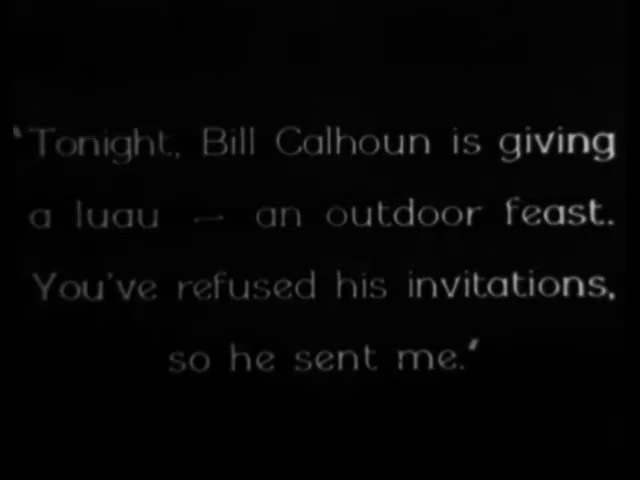 "Tonight, Bill Calhoun is giving
a luau — an outdoor feast.
You've refused his invitations,
so he sent me."